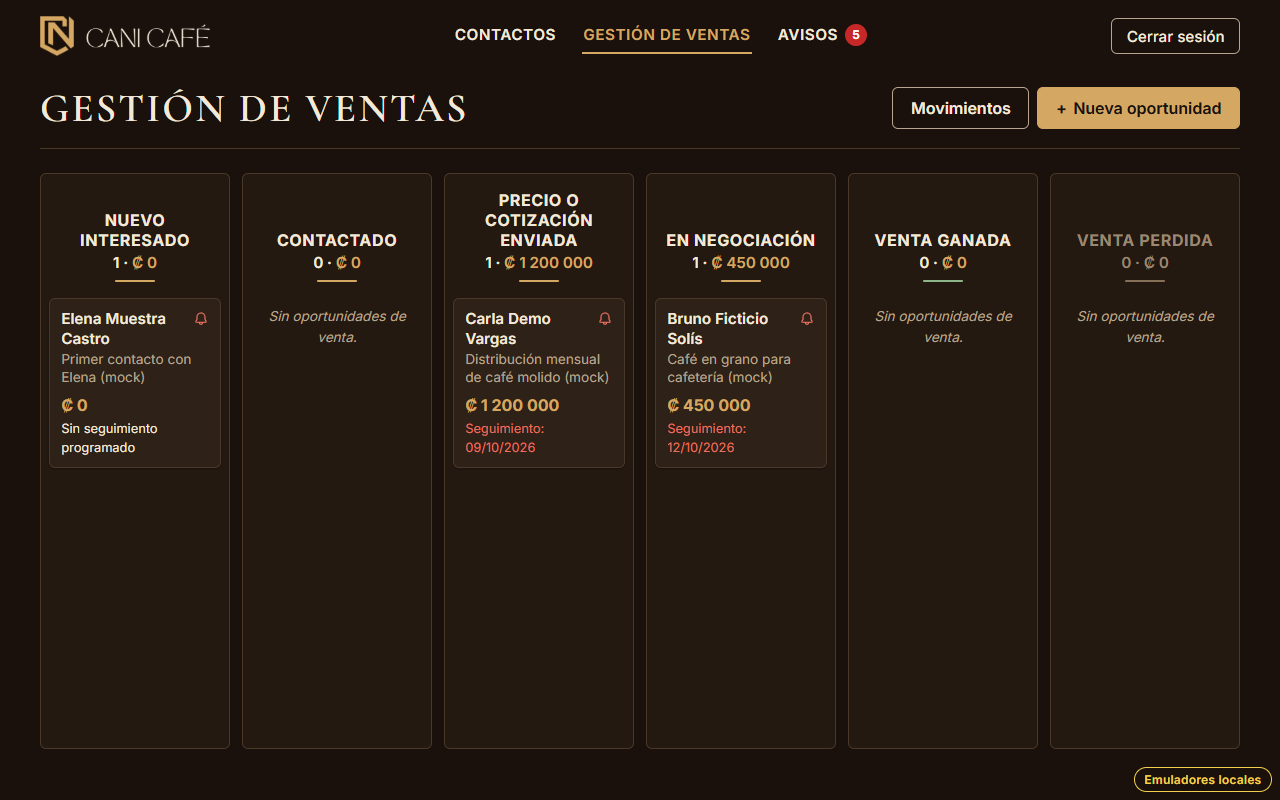 CANI CAFÉ
CONTACTOS
GESTIÓN DE VENTAS
AVISOS 5
Cerrar sesión
GESTIÓN DE VENTAS
Movimientos
+ Nueva oportunidad
NUEVO
INTERESADO
1 · ₡ 0
Elena Muestra
Castro
Primer contacto con
Elena (mock)
₡ 0
Sin seguimiento
programado
CONTACTADO
0 · ₡ 0
Sin oportunidades de
venta.
PRECIO O
COTIZACIÓN
ENVIADA
1 · ₡ 1 200 000
Carla Demo
Vargas
Distribución mensual
de café molido (mock)
₡ 1 200 000
Seguimiento:
09/10/2026
EN NEGOCIACIÓN
1 · ₡ 450 000
Bruno Ficticio
Solís
Café en grano para
cafetería (mock)
₡ 450 000
Seguimiento:
12/10/2026
VENTA GANADA
0 · ₡ 0
Sin oportunidades de
venta.
VENTA PERDIDA
0 · ₡ 0
Sin oportunidades de
venta.
Emuladores locales